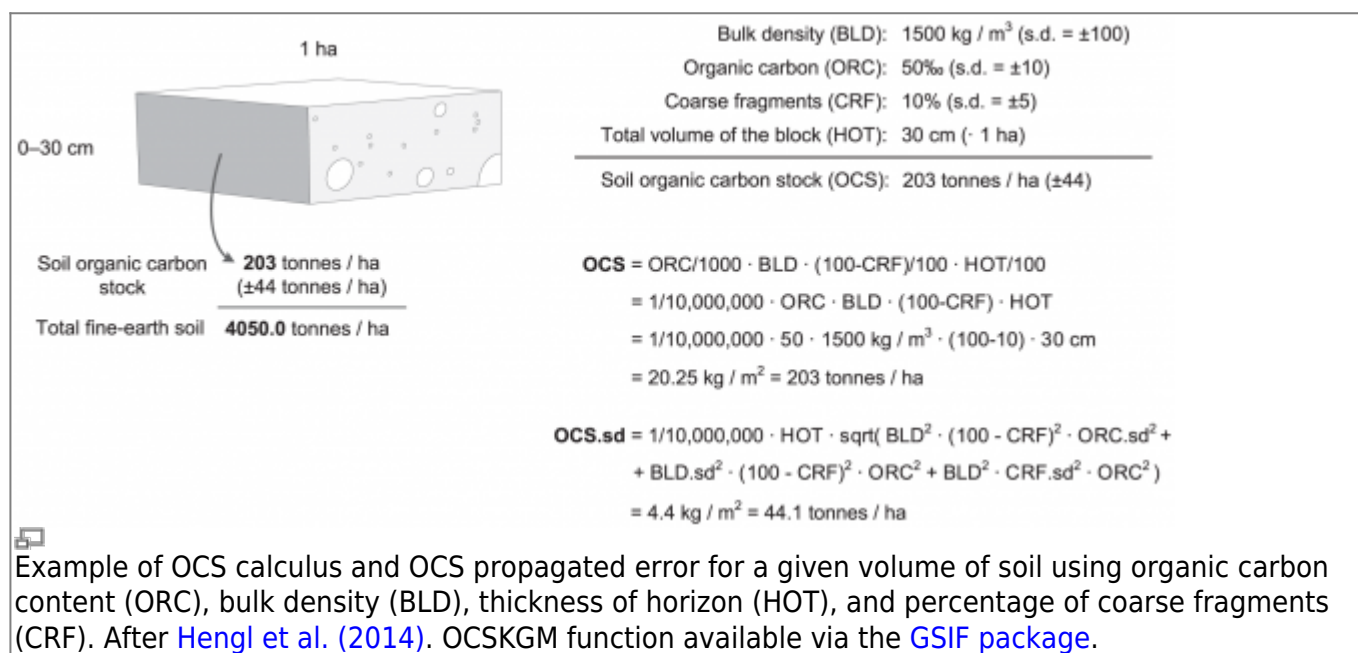 1 ha
0–30 cm
Soil organic carbon stock
203 tonnes / ha
(±44 tonnes / ha)
Total fine-earth soil 4050.0 tonnes / ha
Bulk density (BLD): 1500 kg / m³ (s.d. = ±100)
Organic carbon (ORC): 50‰ (s.d. = ±10)
Coarse fragments (CRF): 10% (s.d. = ±5)
Total volume of the block (HOT): 30 cm (· 1 ha)
Soil organic carbon stock (OCS): 203 tonnes / ha (±44)
OCS = ORC/1000 · BLD · (100-CRF)/100 · HOT/100
= 1/10,000,000 · ORC · BLD · (100-CRF) · HOT
= 1/10,000,000 · 50 · 1500 kg / m³ · (100-10) · 30 cm
= 20.25 kg / m² = 203 tonnes / ha
OCS.sd = 1/10,000,000 · HOT · sqrt( BLD² · (100 - CRF)² · ORC.sd² +
+ BLD.sd² · (100 - CRF)² · ORC² + BLD² · CRF.sd² · ORC² )
= 4.4 kg / m² = 44.1 tonnes / ha
Example of OCS calculus and OCS propagated error for a given volume of soil using organic carbon
content (ORC), bulk density (BLD), thickness of horizon (HOT), and percentage of coarse fragments
(CRF). After Hengl et al. (2014). OCSKGM function available via the GSIF package.